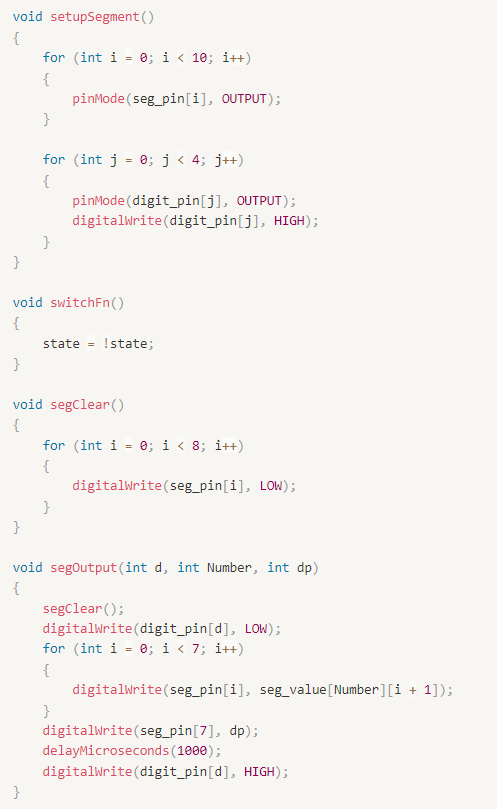 void setupSegment()
{
    for (int i = 0; i < 10; i++)
    {
        pinMode(seg_pin[i], OUTPUT);
    }

    for (int j = 0; j < 4; j++)
    {
        pinMode(digit_pin[j], OUTPUT);
        digitalWrite(digit_pin[j], HIGH);
    }
}

void switchFn()
{
    state = !state;
}

void segClear()
{
    for (int i = 0; i < 8; i++)
    {
        digitalWrite(seg_pin[i], LOW);
    }
}

void segOutput(int d, int Number, int dp)
{
    segClear();
    digitalWrite(digit_pin[d], LOW);
    for (int i = 0; i < 7; i++)
    {
        digitalWrite(seg_pin[i], seg_value[Number][i + 1]);
    }
    digitalWrite(seg_pin[7], dp);
    delayMicroseconds(1000);
    digitalWrite(digit_pin[d], HIGH);
}